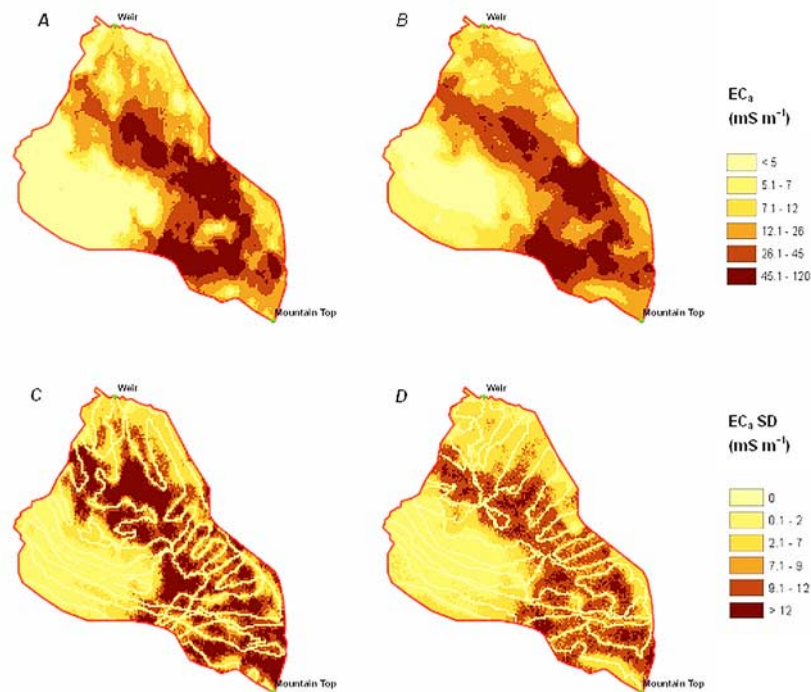 A
Weir
B
Weir
ECa
(mS m⁻¹)
< 5
5.1 - 7
7.1 - 12
12.1 - 26
26.1 - 45
45.1 - 120
Mountain Top
Mountain Top
C
Weir
D
Weir
ECa SD
(mS m⁻¹)
0
0.1 - 2
2.1 - 7
7.1 - 9
9.1 - 12
> 12
Mountain Top
Mountain Top